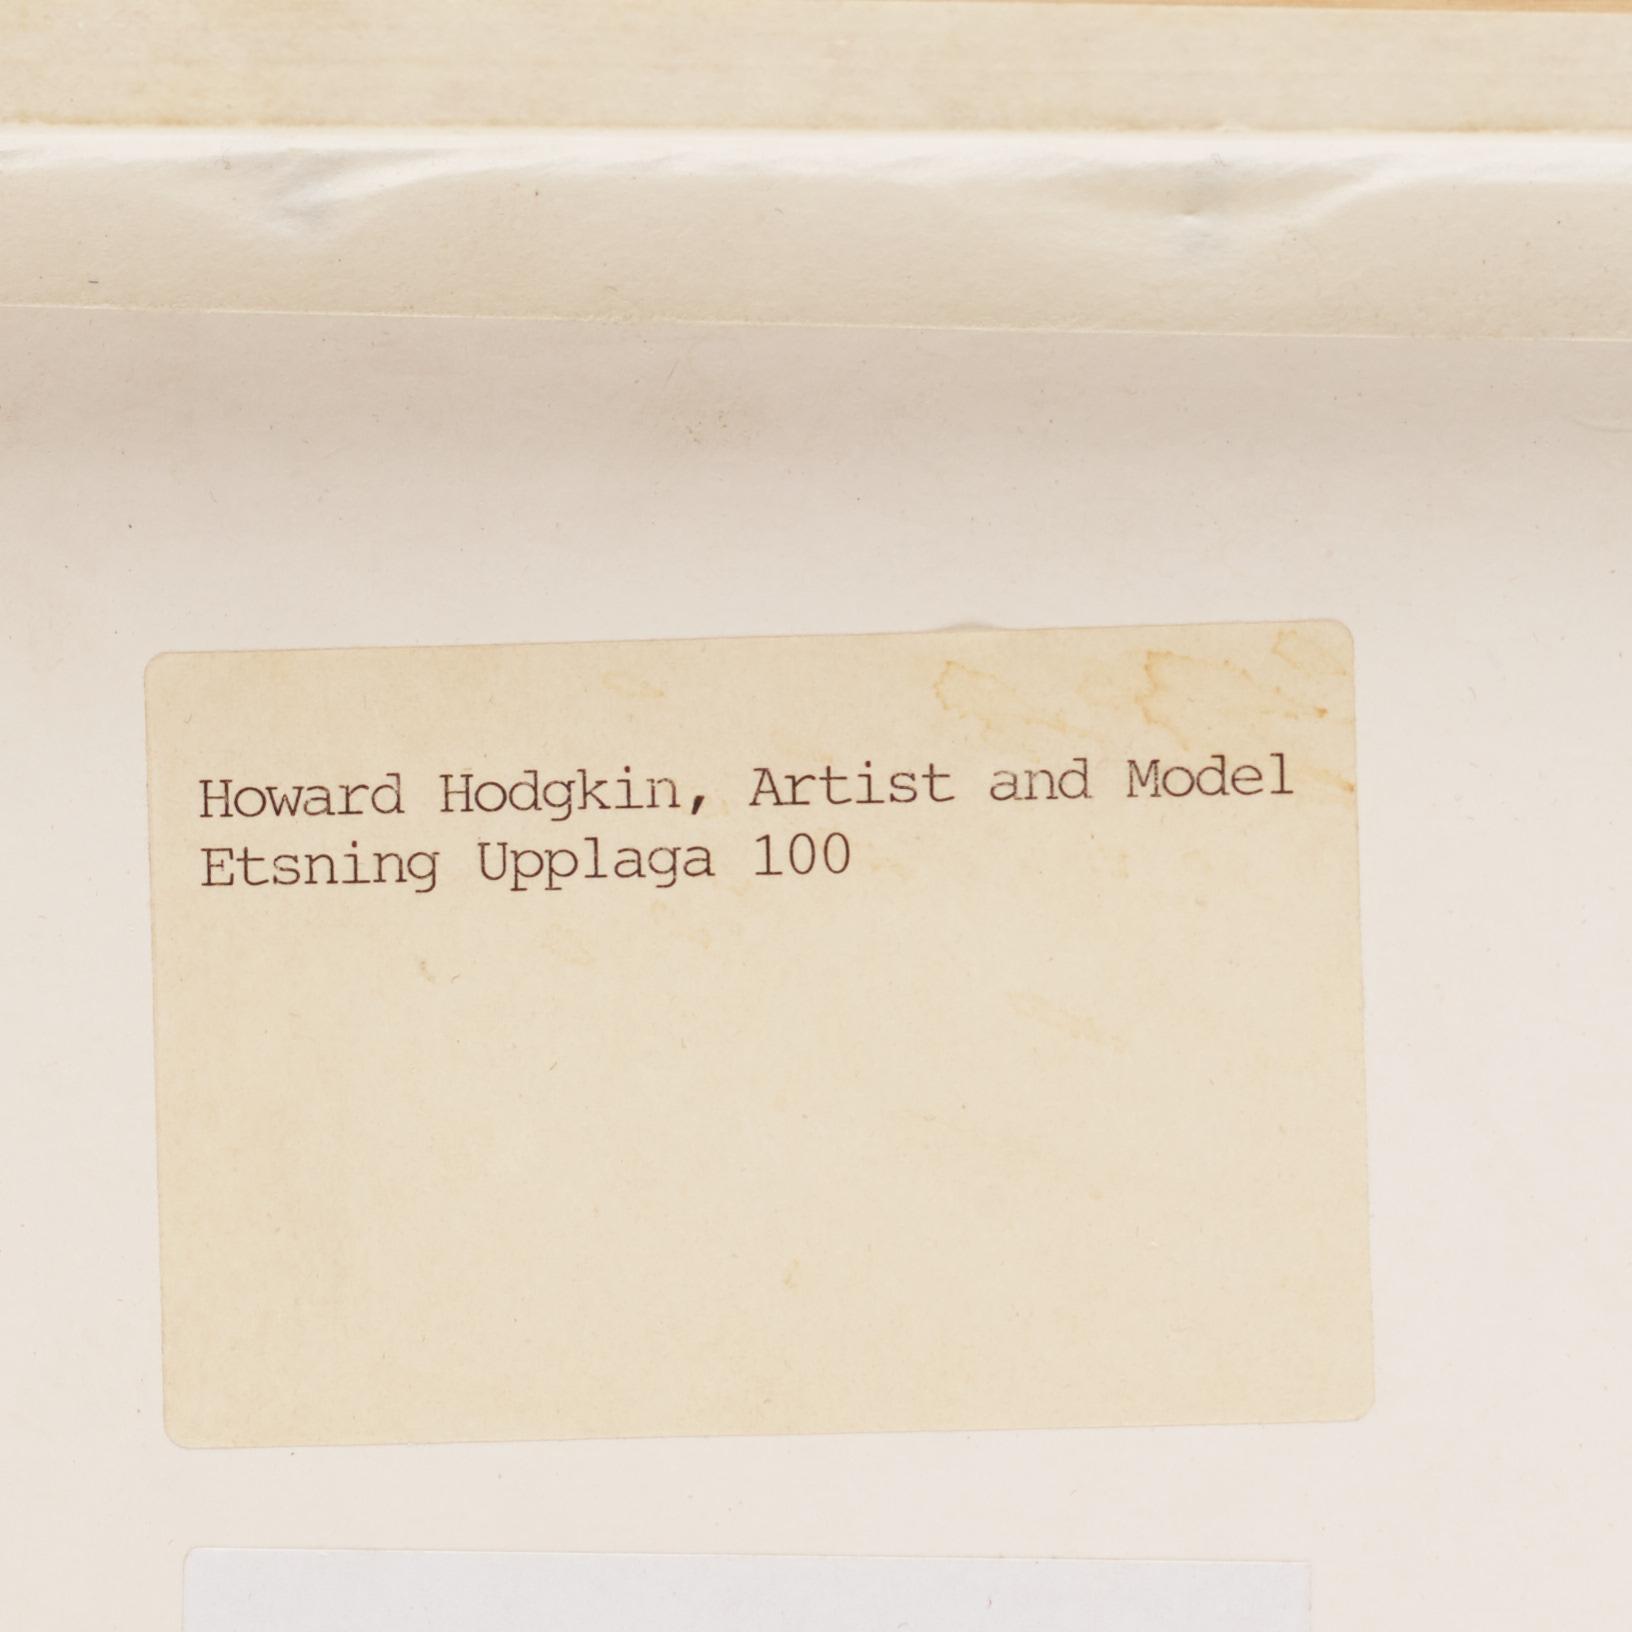 Howard Hodgkin, Artist and Model
Etsning Upplaga 100